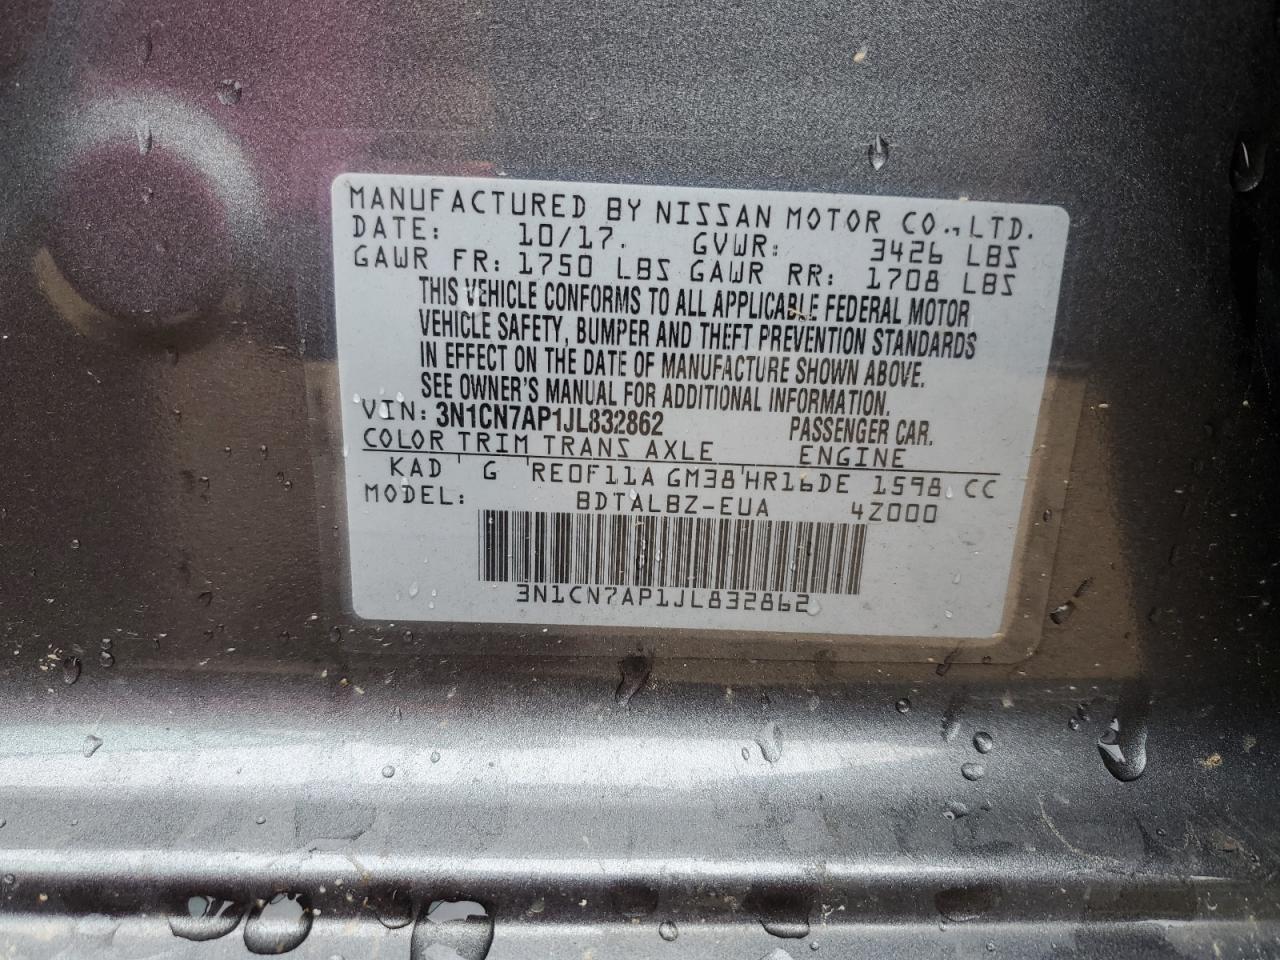 MANUFACTURED BY NISSAN MOTOR CO., LTD.
DATE: 10/17. GVWR: 3426 LBS
GAWR FR: 1750 LBS GAWR RR: 1708 LBS
THIS VEHICLE CONFORMS TO ALL APPLICABLE FEDERAL MOTOR
VEHICLE SAFETY, BUMPER AND THEFT PREVENTION STANDARDS
IN EFFECT ON THE DATE OF MANUFACTURE SHOWN ABOVE.
SEE OWNER'S MANUAL FOR ADDITIONAL INFORMATION.
VIN: 3N1CN7AP1JL832862 PASSENGER CAR.
COLOR TRIM TRANS AXLE ENGINE
KAD ' G ' RE0F11A GM38 ' HR16DE 1598 CC
MODEL: BDTALBZ-EUA 4Z000
3N1CN7AP1JL832862